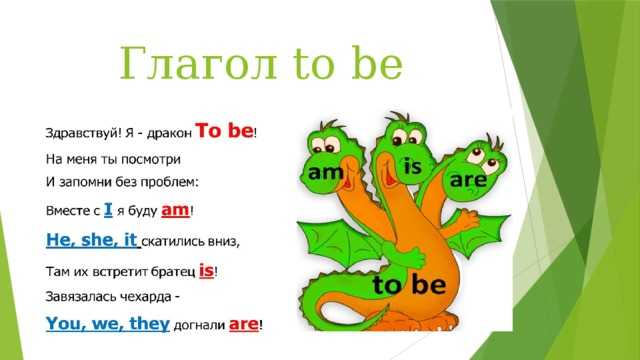 Глагол to be
Здравствуй! Я - дракон To be!
На меня ты посмотри
И запомни без проблем:
Вместе с I я буду am!
He, she, it скатились вниз,
Там их встретит братец is!
Завязалась чехарда -
You, we, they догнали are!
am
is
are
to be